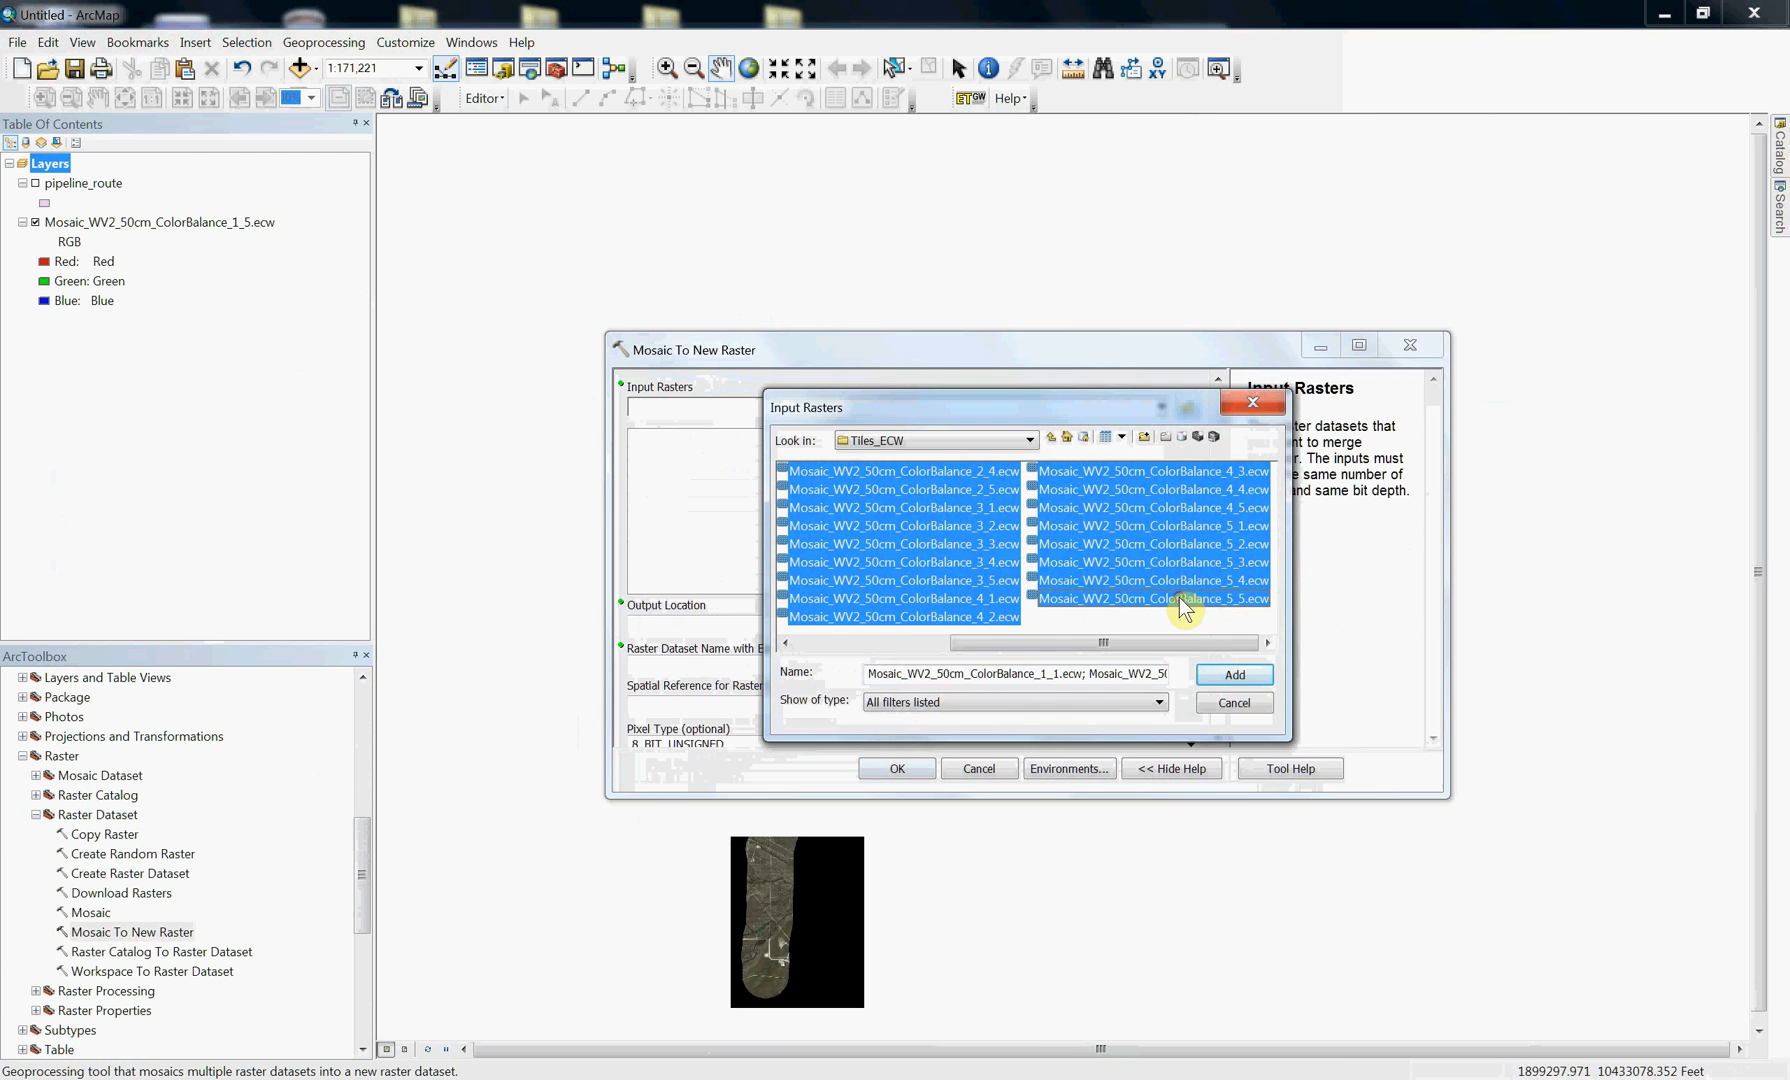 Untitled - ArcMap
File Edit View Bookmarks Insert Selection Geoprocessing Customize Windows Help
1:171,221
Editor
ETGW Help
Table Of Contents
Layers
pipeline_route
Mosaic_WV2_50cm_ColorBalance_1_5.ecw
RGB
Red: Red
Green: Green
Blue: Blue
Catalog
Search
Mosaic To New Raster
Input Rasters
Output Location
Raster Dataset Name with E
Spatial Reference for Raster
Pixel Type (optional)
8_BIT_UNSIGNED
OK Cancel Environments... << Hide Help Tool Help
Input Rasters
ter datasets that
nt to merge
r. The inputs must
e same number of
and same bit depth.
Input Rasters
Look in: Tiles_ECW
Mosaic_WV2_50cm_ColorBalance_2_4.ecw
Mosaic_WV2_50cm_ColorBalance_2_5.ecw
Mosaic_WV2_50cm_ColorBalance_3_1.ecw
Mosaic_WV2_50cm_ColorBalance_3_2.ecw
Mosaic_WV2_50cm_ColorBalance_3_3.ecw
Mosaic_WV2_50cm_ColorBalance_3_4.ecw
Mosaic_WV2_50cm_ColorBalance_3_5.ecw
Mosaic_WV2_50cm_ColorBalance_4_1.ecw
Mosaic_WV2_50cm_ColorBalance_4_2.ecw
Mosaic_WV2_50cm_ColorBalance_4_3.ecw
Mosaic_WV2_50cm_ColorBalance_4_4.ecw
Mosaic_WV2_50cm_ColorBalance_4_5.ecw
Mosaic_WV2_50cm_ColorBalance_5_1.ecw
Mosaic_WV2_50cm_ColorBalance_5_2.ecw
Mosaic_WV2_50cm_ColorBalance_5_3.ecw
Mosaic_WV2_50cm_ColorBalance_5_4.ecw
Mosaic_WV2_50cm_ColorBalance_5_5.ecw
Name: Mosaic_WV2_50cm_ColorBalance_1_1.ecw; Mosaic_WV2_50 Add
Show of type: All filters listed Cancel
ArcToolbox
Layers and Table Views
Package
Photos
Projections and Transformations
Raster
Mosaic Dataset
Raster Catalog
Raster Dataset
Copy Raster
Create Random Raster
Create Raster Dataset
Download Rasters
Mosaic
Mosaic To New Raster
Raster Catalog To Raster Dataset
Workspace To Raster Dataset
Raster Processing
Raster Properties
Subtypes
Table
Geoprocessing tool that mosaics multiple raster datasets into a new raster dataset.
1899297.971 10433078.352 Feet